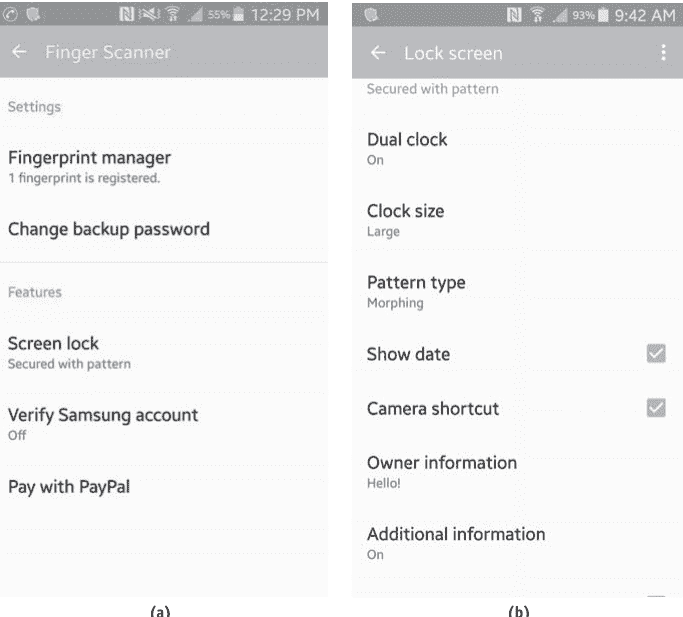 55% 12:29 PM
Finger Scanner
Settings
Fingerprint manager
1 fingerprint is registered.
Change backup password
Features
Screen lock
Secured with pattern
Verify Samsung account
Off
Pay with PayPal
(a)
93% 9:42 AM
Lock screen
Secured with pattern
Dual clock
On
Clock size
Large
Pattern type
Morphing
Show date
Camera shortcut
Owner information
Hello!
Additional information
On
(b)